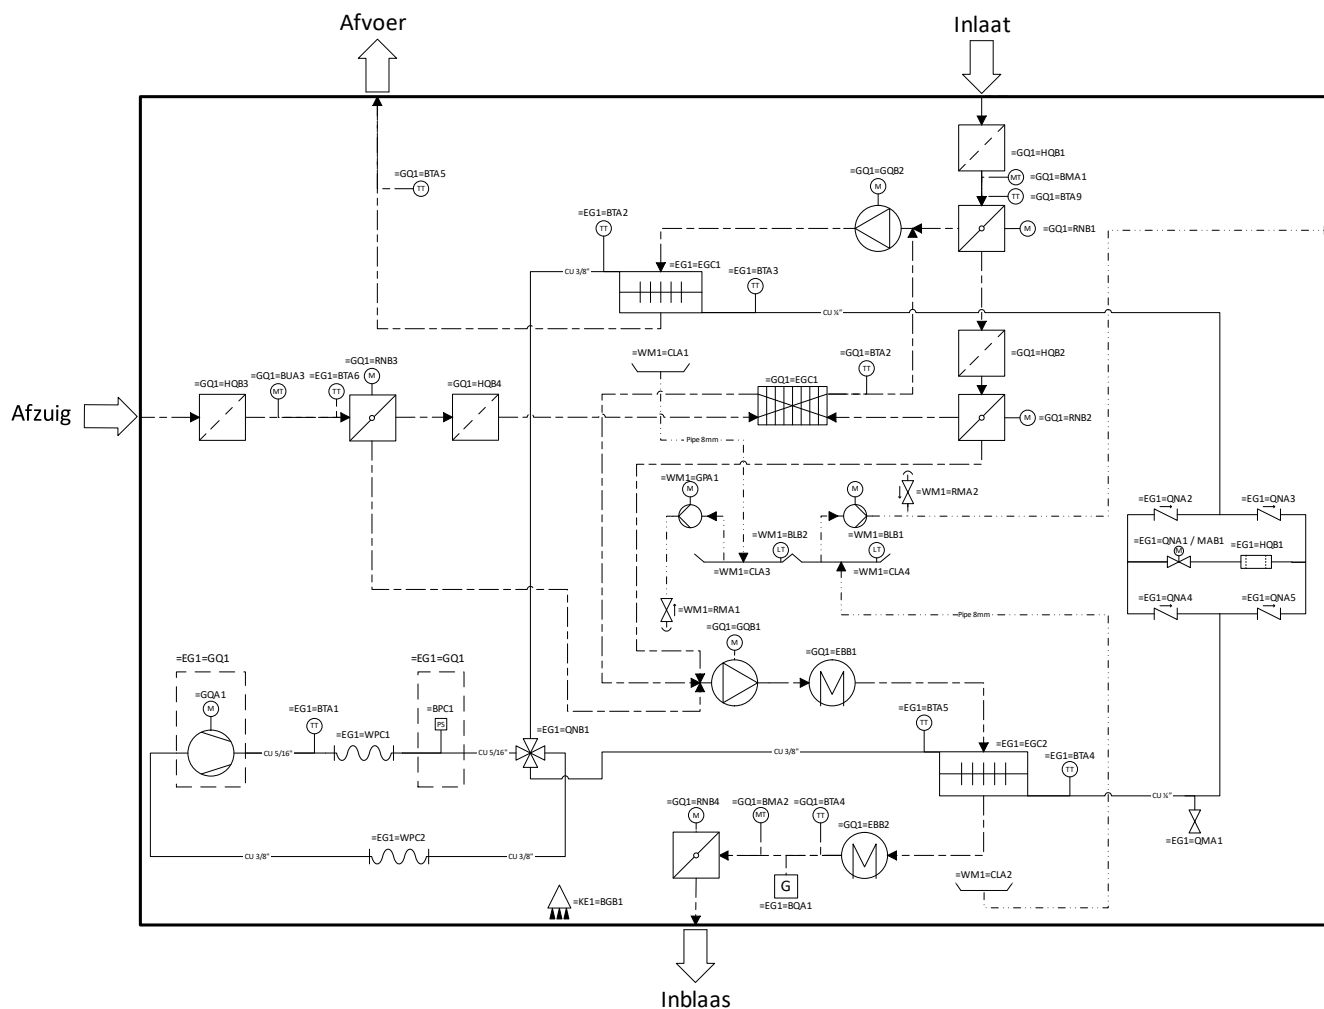 Afvoer
Inlaat
=GQ1=HQB1
=GQ1=BTA5
TT
=GQ1=GQB2
M
MT
=GQ1=BMA1
TT
=GQ1=BTA9
=EG1=BTA2
TT
M
=GQ1=RNB1
=EG1=EGC1
=EG1=BTA3
TT
CU 3/8"
CU ¼"
=GQ1=HQB2
=WM1=CLA1
=GQ1=BTA2
TT
=GQ1=RNB3
M
=GQ1=HQB3
=GQ1=BUA3
MT
=EG1=BTA6
TT
=GQ1=HQB4
=GQ1=EGC1
Afzuig
M
=GQ1=RNB2
Pipe 8mm
=WM1=GPA1
M
M
=WM1=RMA2
=EG1=QNA2
=EG1=QNA3
=WM1=BLB2
LT
=WM1=BLB1
LT
=EG1=QNA1 / MAB1
M
=EG1=HQB1
=WM1=CLA3
=WM1=CLA4
=EG1=QNA4
=EG1=QNA5
=WM1=RMA1
Pipe 8mm
=GQ1=GQB1
M
=GQ1=EBB1
=EG1=GQ1
=EG1=GQ1
=GQA1
M
=EG1=BTA1
TT
=BPC1
PS
=EG1=BTA5
TT
=EG1=WPC1
=EG1=QNB1
=EG1=EGC2
CU 5/16"
CU 5/16"
CU 3/8"
=EG1=BTA4
TT
CU ¼"
=GQ1=RNB4
M
=GQ1=BMA2
MT
=GQ1=BTA4
TT
=GQ1=EBB2
=EG1=QMA1
=EG1=WPC2
CU 3/8"
CU 3/8"
G
=EG1=BQA1
=WM1=CLA2
=KE1=BGB1
Inblaas